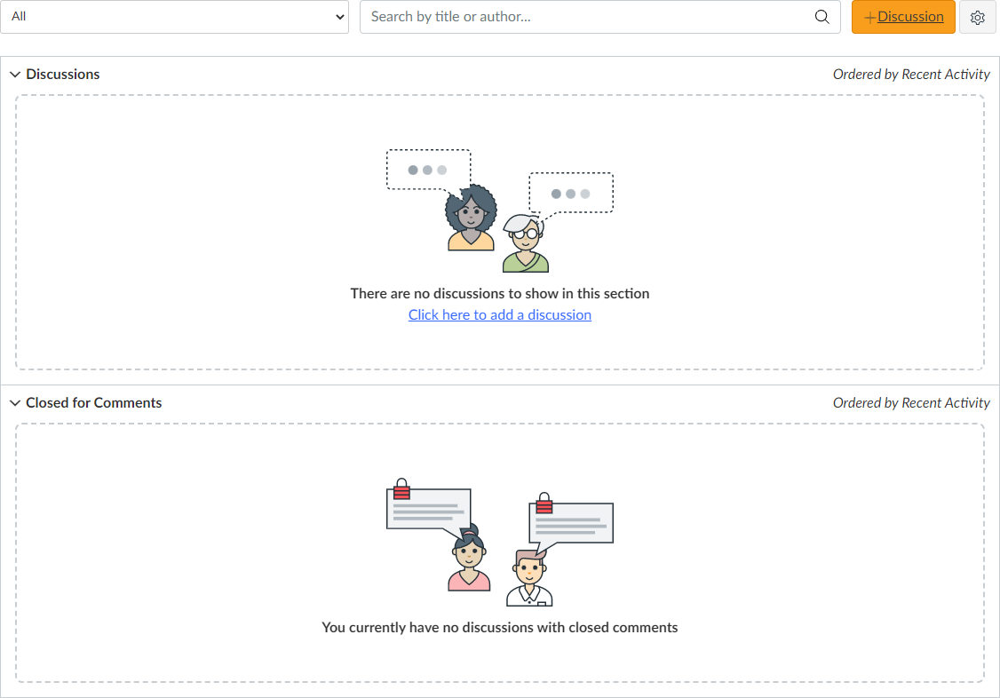 All
Search by title or author...
+Discussion
Discussions
Ordered by Recent Activity
There are no discussions to show in this section
Click here to add a discussion
Closed for Comments
Ordered by Recent Activity
You currently have no discussions with closed comments